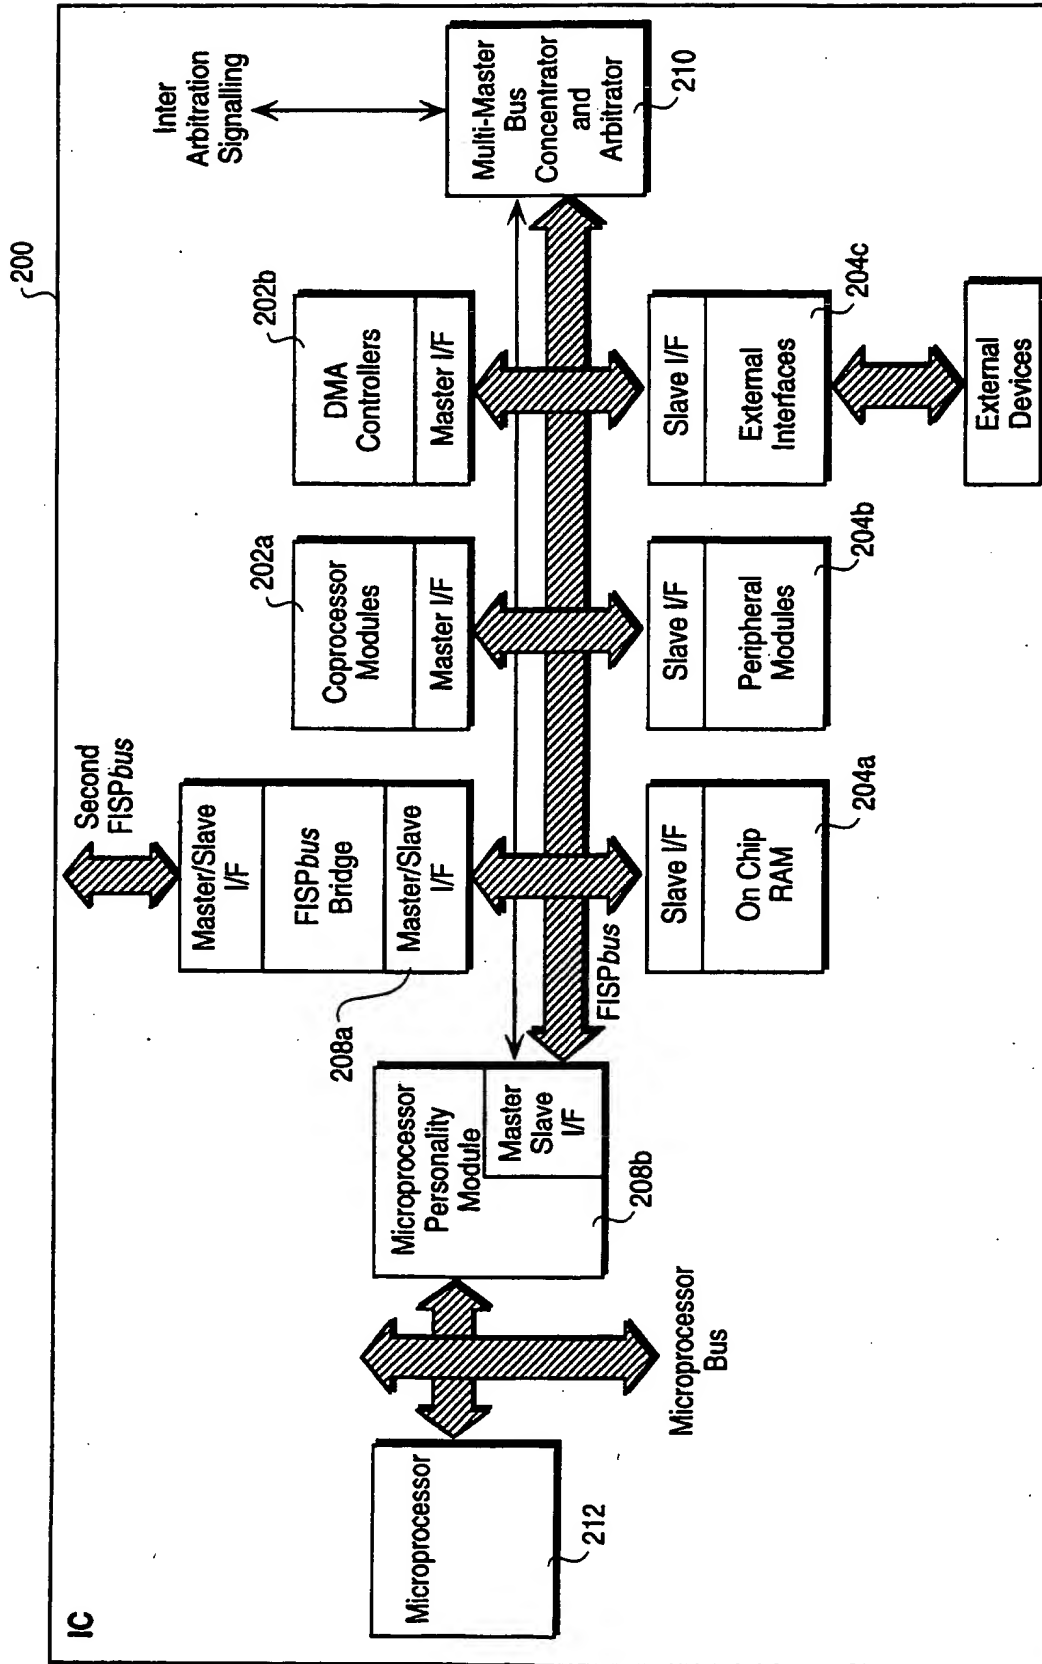 200
IC
Inter
Arbitration
Signalling
Multi-Master
Bus
Concentrator
and
Arbitrator
210
Second
FISPbus
Master/Slave
I/F
FISPbus
Bridge
Master/Slave
I/F
208a
202a
Coprocessor
Modules
Master I/F
202b
DMA
Controllers
Master I/F
Microprocessor
212
Microprocessor
Bus
Microprocessor
Personality
Module
Master
Slave
I/F
208b
FISPbus
Slave I/F
On Chip
RAM
204a
Slave I/F
Peripheral
Modules
204b
Slave I/F
External
Interfaces
204c
External
Devices